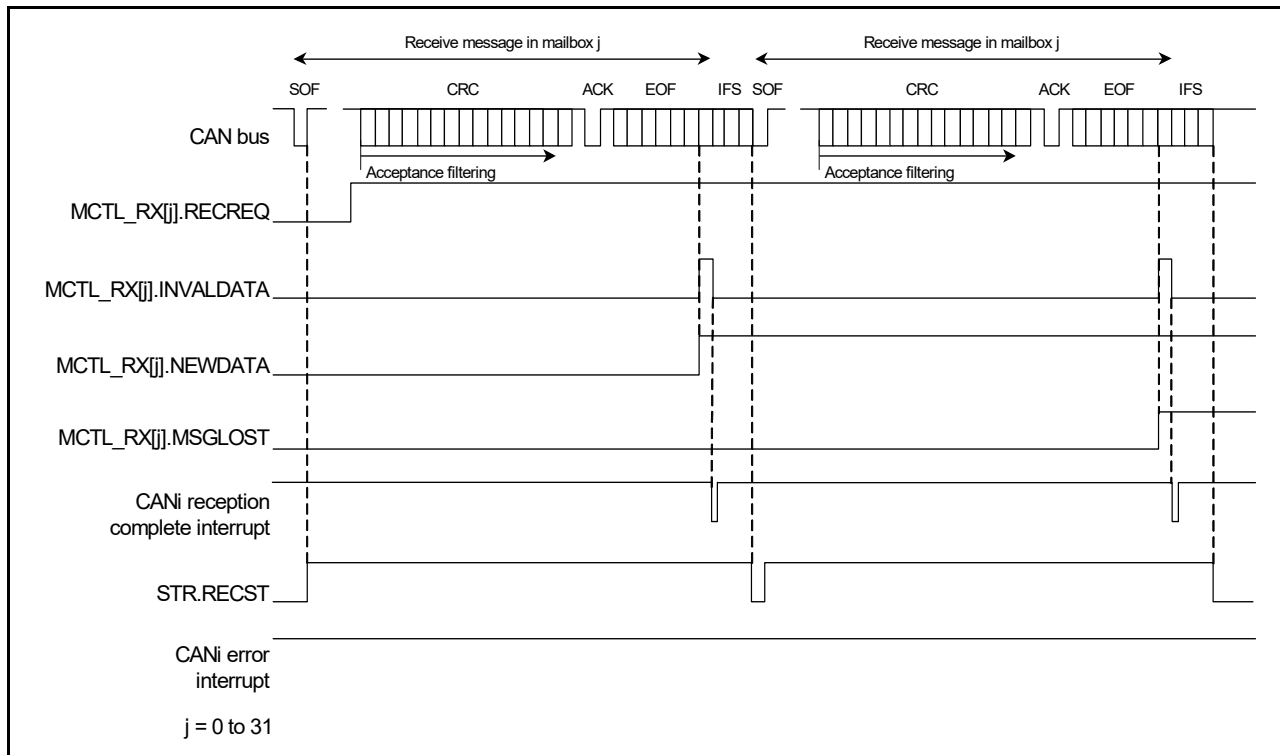 Receive message in mailbox j
Receive message in mailbox j
SOF
CRC
ACK
EOF
IFS
SOF
CRC
ACK
EOF
IFS
CAN bus
Acceptance filtering
Acceptance filtering
MCTL_RX[j].RECREQ
MCTL_RX[j].INVALDATA
MCTL_RX[j].NEWDATA
MCTL_RX[j].MSGLOST
CANi reception
complete interrupt
STR.RECST
CANi error
interrupt
j = 0 to 31